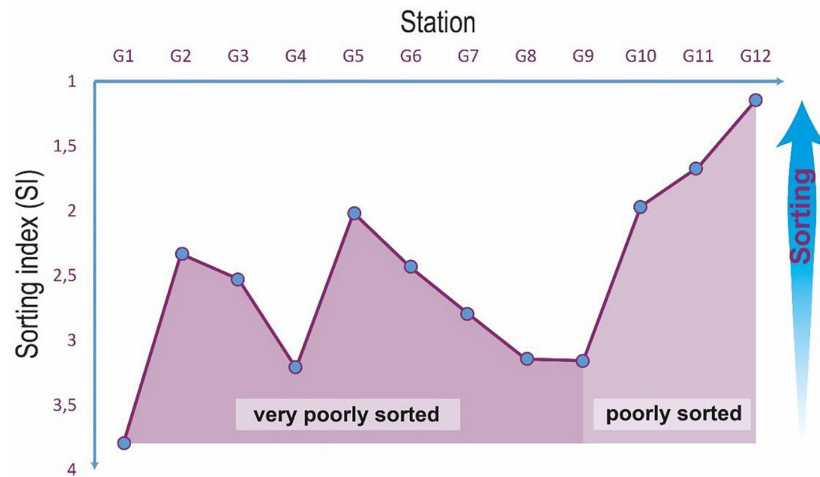 Station
G1 G2 G3 G4 G5 G6 G7 G8 G9 G10 G11 G12
Sorting index (SI)
1
1,5
2
2,5
3
3,5
4
very poorly sorted
poorly sorted
Sorting